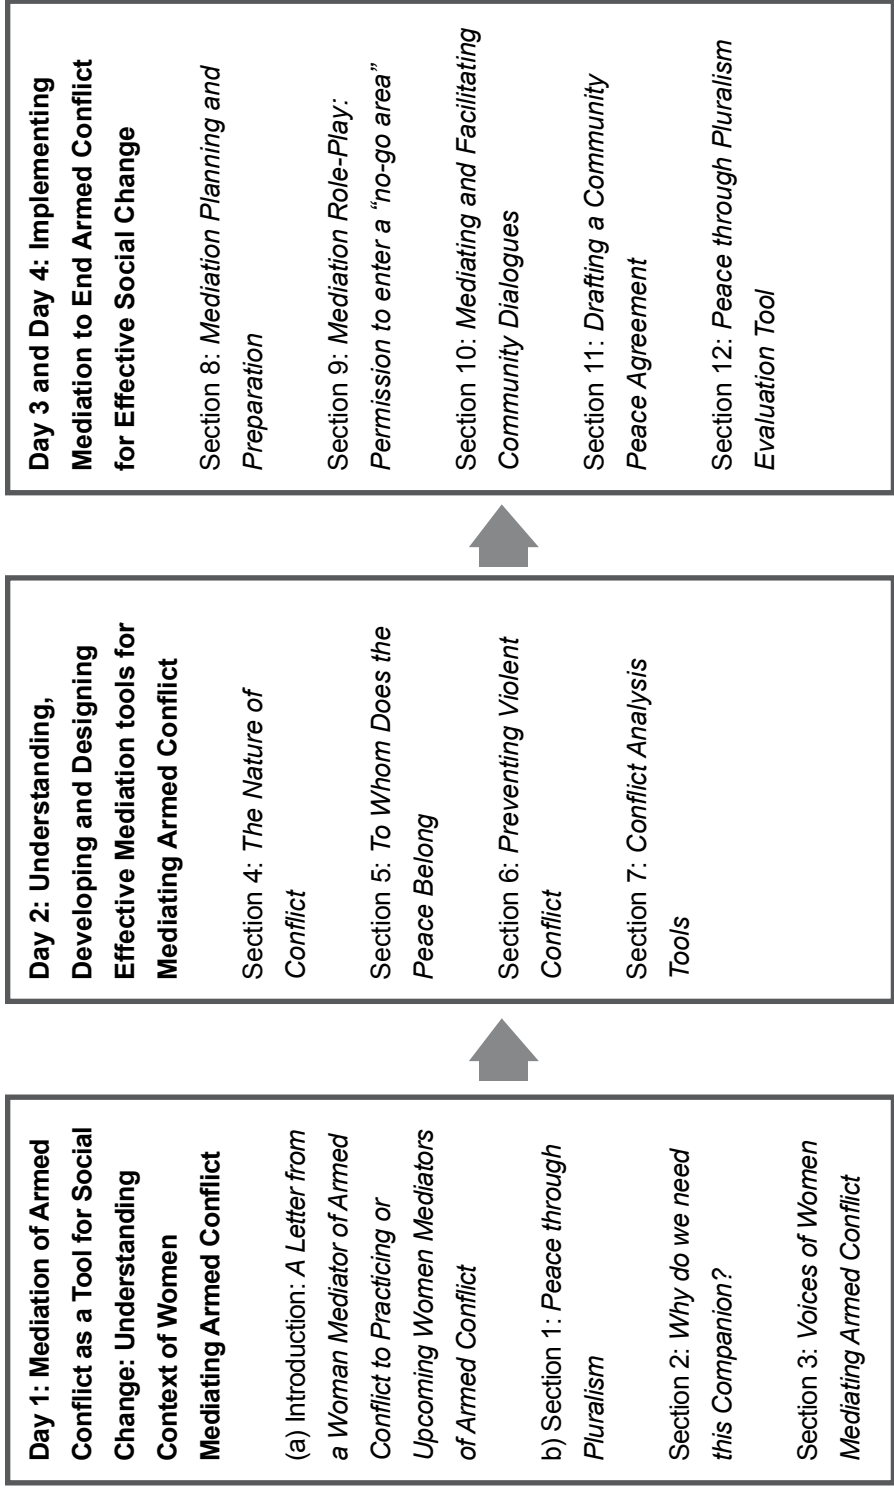 Day 1: Mediation of Armed
Conflict as a Tool for Social
Change: Understanding
Context of Women
Mediating Armed Conflict
(a) Introduction: A Letter from
a Woman Mediator of Armed
Conflict to Practicing or
Upcoming Women Mediators
of Armed Conflict
b) Section 1: Peace through
Pluralism
Section 2: Why do we need
this Companion?
Section 3: Voices of Women
Mediating Armed Conflict
Day 2: Understanding,
Developing and Designing
Effective Mediation tools for
Mediating Armed Conflict
Section 4: The Nature of
Conflict
Section 5: To Whom Does the
Peace Belong
Section 6: Preventing Violent
Conflict
Section 7: Conflict Analysis
Tools
Day 3 and Day 4: Implementing
Mediation to End Armed Conflict
for Effective Social Change
Section 8: Mediation Planning and
Preparation
Section 9: Mediation Role-Play:
Permission to enter a “no-go area”
Section 10: Mediating and Facilitating
Community Dialogues
Section 11: Drafting a Community
Peace Agreement
Section 12: Peace through Pluralism
Evaluation Tool